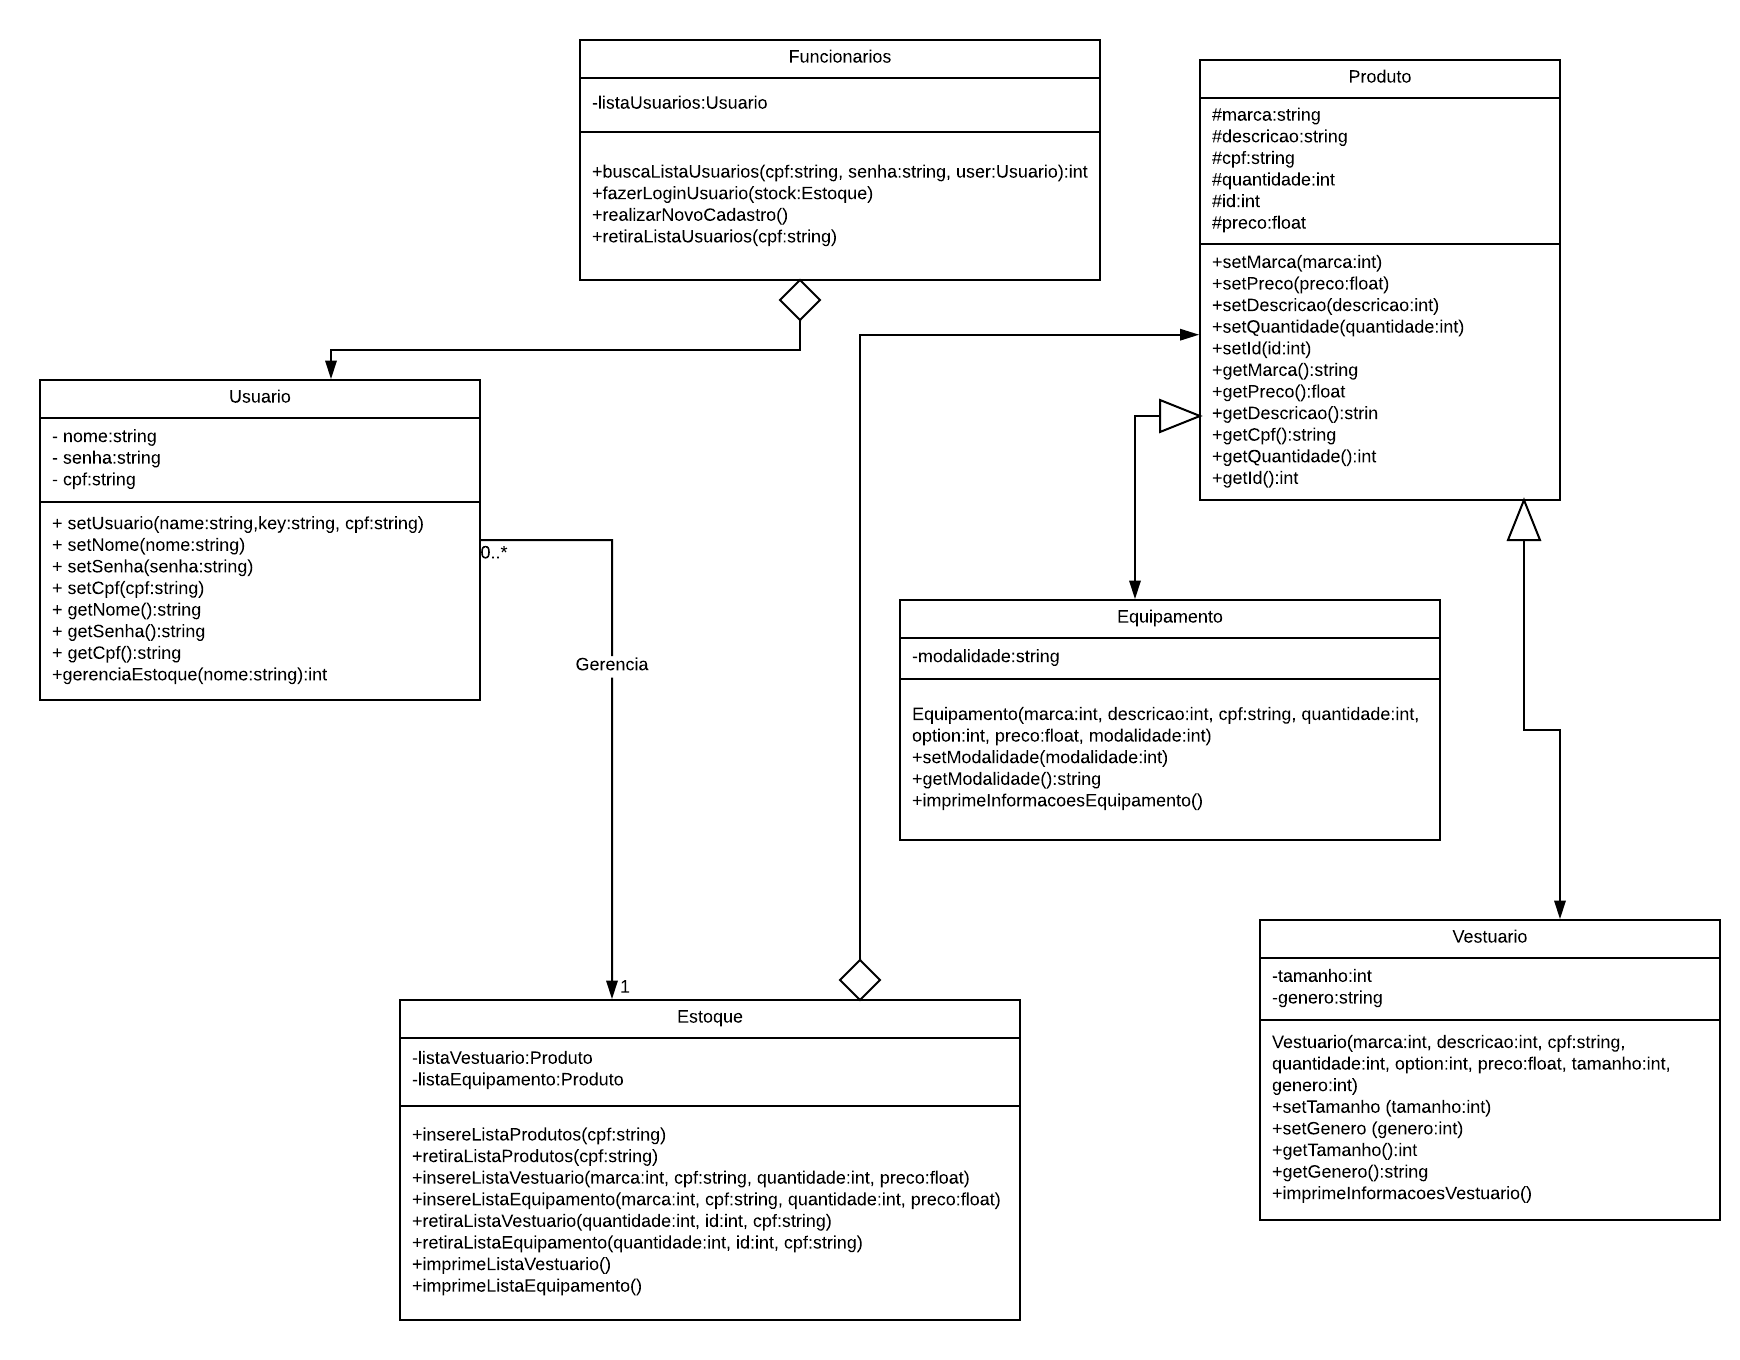 Funcionarios
-listaUsuarios:Usuario
+buscaListaUsuarios(cpf:string, senha:string, user:Usuario):int
+fazerLoginUsuario(stock:Estoque)
+realizarNovoCadastro()
+retiraListaUsuarios(cpf:string)
Produto
#marca:string
#descricao:string
#cpf:string
#quantidade:int
#id:int
#preco:float
+setMarca(marca:int)
+setPreco(preco:float)
+setDescricao(descricao:int)
+setQuantidade(quantidade:int)
+setId(id:int)
+getMarca():string
+getPreco():float
+getDescricao():strin
+getCpf():string
+getQuantidade():int
+getId():int
Usuario
- nome:string
- senha:string
- cpf:string
+ setUsuario(name:string,key:string, cpf:string)
+ setNome(nome:string)
+ setSenha(senha:string)
+ setCpf(cpf:string)
+ getNome():string
+ getSenha():string
+ getCpf():string
+gerenciaEstoque(nome:string):int
0..*
Gerencia
1
Equipamento
-modalidade:string
Equipamento(marca:int, descricao:int, cpf:string, quantidade:int,
option:int, preco:float, modalidade:int)
+setModalidade(modalidade:int)
+getModalidade():string
+imprimeInformacoesEquipamento()
Vestuario
-tamanho:int
-genero:string
Vestuario(marca:int, descricao:int, cpf:string,
quantidade:int, option:int, preco:float, tamanho:int,
genero:int)
+setTamanho (tamanho:int)
+setGenero (genero:int)
+getTamanho():int
+getGenero():string
+imprimeInformacoesVestuario()
Estoque
-listaVestuario:Produto
-listaEquipamento:Produto
+insereListaProdutos(cpf:string)
+retiraListaProdutos(cpf:string)
+insereListaVestuario(marca:int, cpf:string, quantidade:int, preco:float)
+insereListaEquipamento(marca:int, cpf:string, quantidade:int, preco:float)
+retiraListaVestuario(quantidade:int, id:int, cpf:string)
+retiraListaEquipamento(quantidade:int, id:int, cpf:string)
+imprimeListaVestuario()
+imprimeListaEquipamento()